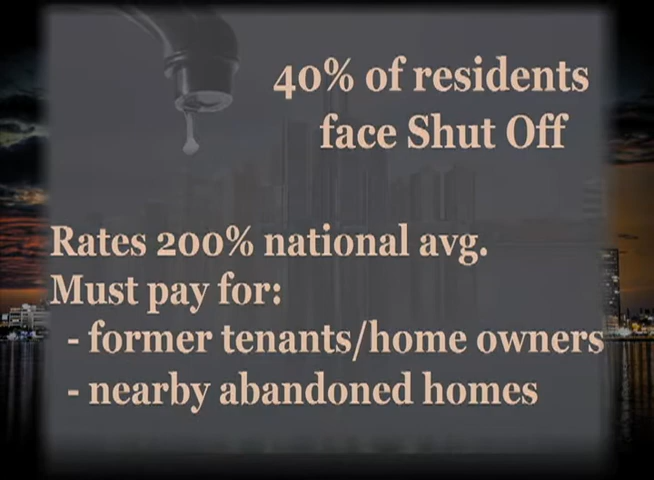 40% of residents
face Shut Off
Rates 200% national avg.
Must pay for:
- former tenants/home owners
- nearby abandoned homes